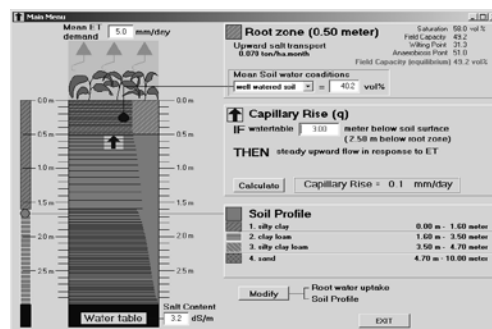 Main Menu
Mean ET demand 5.0 mm/day
Root zone (0.50 meter)
Upward salt transport
0.070 ton/ha.month
Saturation 58.0 vol %
Field Capacity 49.2
Wilting Point 31.3
Anaerobiosis Point 51.0
Field Capacity (equilibrium) 49.2 vol%
Mean Soil water coaditions
well watered soil = 40.2 vol%
0.0 m 0.0 m
0.5 m 0.5m
1.0 m 1.0m
1.5 m 1.5m
2.0 m 2.0m
2.5 m 2.5m
Capillary Rise (q)
IF watertable 3.00 meter below soil surface
(2.50 m below root zone)
THEN steady upward flow in response to ET
Calculate Capillary Rise = 0.1 mm/day
Soil Profile
1. silty clay 0.00 m - 1.60 meter
2. clay loam 1.60 m - 3.50 meter
3. silty clay loam 3.50 m - 4.70 meter
4. sand 4.70 m - 10.00 meter
Modify Root water uptake
Soil Profile
Water table
Salt Content
3.2 dS/m
EXIT